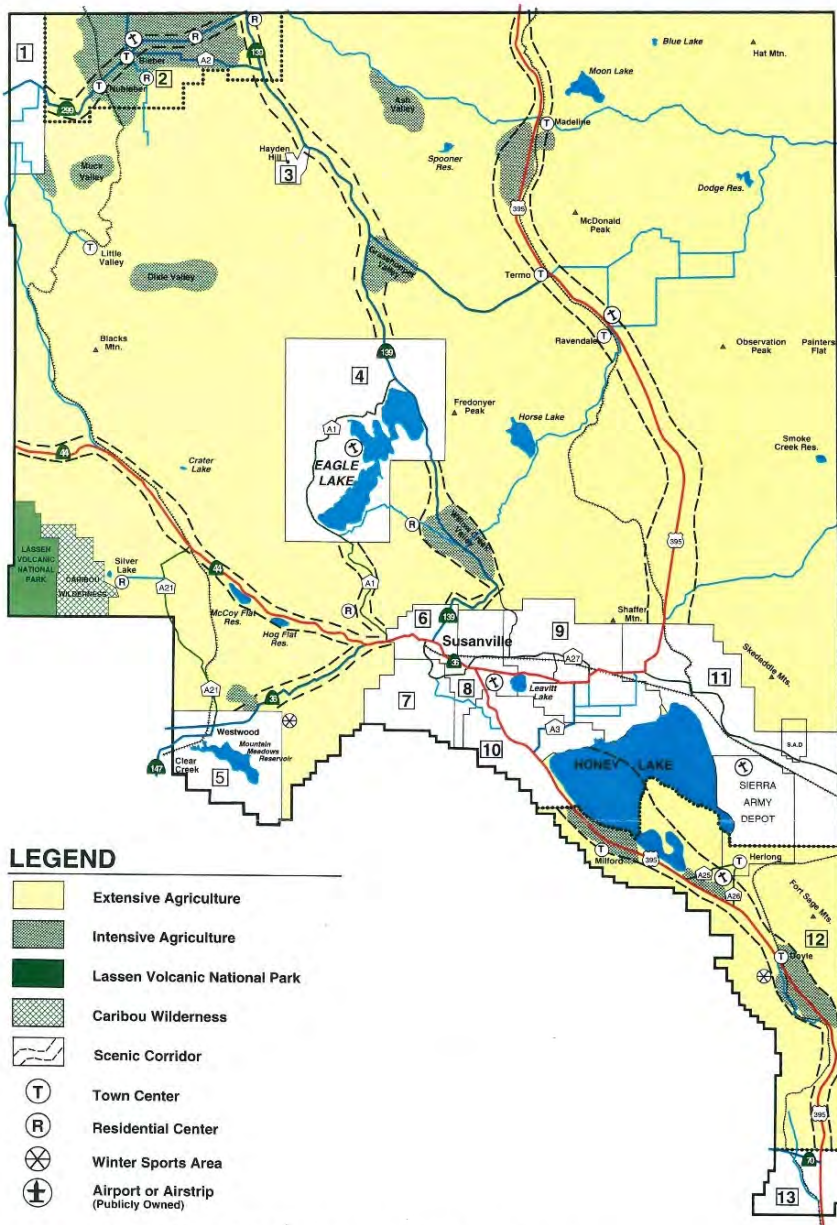 1
2
Bieber
Nubieber
A2
139
299
Blue Lake
Hat Mtn.
Moon Lake
Madeline
Ash
Valley
Hayden
Hill
3
Spooner
Res.
Muck
Valley
Dodge Res.
395
McDonald
Peak
Little
Valley
Grasshopper
Valley
Dixie Valley
Termo
Ravendale
Blacks
Mtn.
Observation
Peak
Painters
Flat
4
139
A1
EAGLE
LAKE
Fredonyer
Peak
Horse Lake
Smoke
Creek Res.
44
Crater
Lake
Willow Creek
Valley
395
LASSEN
VOLCANIC
NATIONAL
PARK
CARIBOU
WILDERNESS
Silver
Lake
A21
44
McCoy Flat
Res.
Hog Flat
Res.
A1
6
139
Susanville
9
Shaffer
Mtn.
36
A27
Skedaddle Mts.
11
A21
36
7
8
Leavitt
Lake
10
A3
Westwood
Mountain
Meadows
Reservoir
Clear
Creek
147
5
HONEY LAKE
S.A.D
SIERRA
ARMY
DEPOT
Milford
395
A25
Herlong
A26
Fort Sage Mts.
12
Doyle
395
70
13
LEGEND
Extensive Agriculture
Intensive Agriculture
Lassen Volcanic National Park
Caribou Wilderness
Scenic Corridor
T Town Center
R Residential Center
Winter Sports Area
Airport or Airstrip
(Publicly Owned)